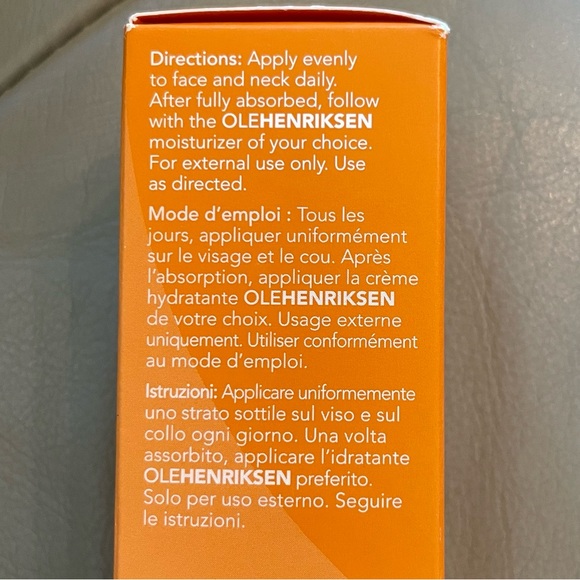 Directions: Apply evenly
to face and neck daily.
After fully absorbed, follow
with the OLEHENRIKSEN
moisturizer of your choice.
For external use only. Use
as directed.
Mode d’emploi : Tous les
jours, appliquer uniformément
sur le visage et le cou. Après
l’absorption, appliquer la crème
hydratante OLEHENRIKSEN
de votre choix. Usage externe
uniquement. Utiliser conformément
au mode d’emploi.
Istruzioni: Applicare uniformemente
uno strato sottile sul viso e sul
collo ogni giorno. Una volta
assorbito, applicare l’idratante
OLEHENRIKSEN preferito.
Solo per uso esterno. Seguire
le istruzioni.